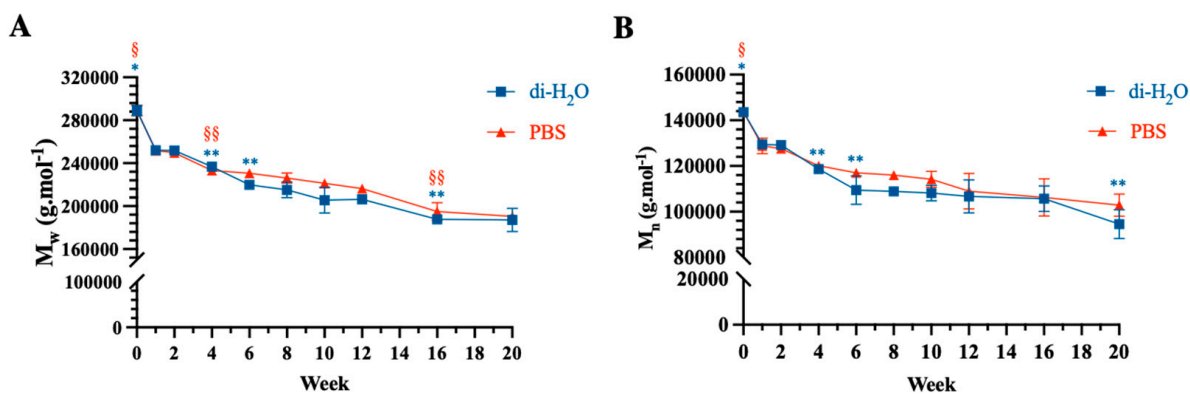 A
§
*
320000
280000
240000
200000
160000
100000
0
§§
**
**
§§
**
di-H₂O
PBS
M_w (g.mol⁻¹)
0 2 4 6 8 10 12 14 16 18 20
Week
B
§
*
160000
140000
120000
100000
80000
20000
0
**
**
**
di-H₂O
PBS
M_n (g.mol⁻¹)
0 2 4 6 8 10 12 14 16 18 20
Week